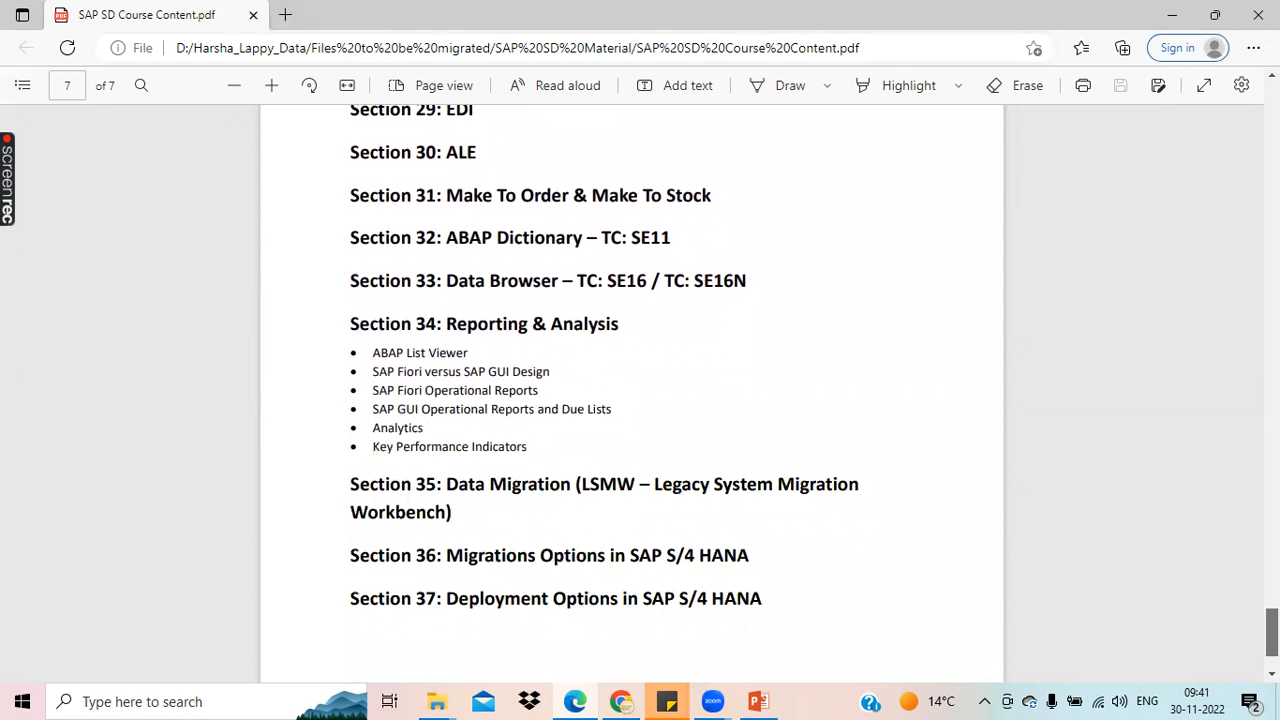 SAP SD Course Content.pdf
File
D:/Harsha_Lappy_Data/Files%20to%20be%20migrated/SAP%20SD%20Material/SAP%20SD%20Course%20Content.pdf
Sign in
7 of 7
Page view
Read aloud
Add text
Draw
Highlight
Erase
screen rec
Section 29: EDI
Section 30: ALE
Section 31: Make To Order & Make To Stock
Section 32: ABAP Dictionary – TC: SE11
Section 33: Data Browser – TC: SE16 / TC: SE16N
Section 34: Reporting & Analysis
• ABAP List Viewer
• SAP Fiori versus SAP GUI Design
• SAP Fiori Operational Reports
• SAP GUI Operational Reports and Due Lists
• Analytics
• Key Performance Indicators
Section 35: Data Migration (LSMW – Legacy System Migration
Workbench)
Section 36: Migrations Options in SAP S/4 HANA
Section 37: Deployment Options in SAP S/4 HANA
Type here to search
zoom
14°C
ENG
09:41
30-11-2022
2